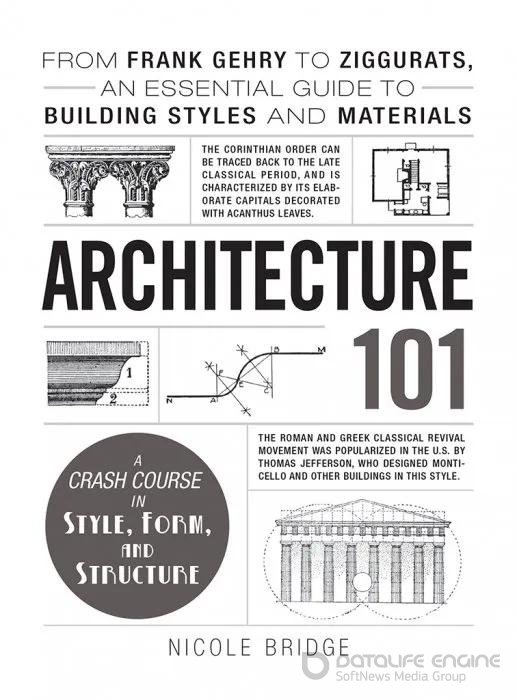 FROM FRANK GEHRY TO ZIGGURATS,
AN ESSENTIAL GUIDE TO
BUILDING STYLES AND MATERIALS
THE CORINTHIAN ORDER CAN
BE TRACED BACK TO THE LATE
CLASSICAL PERIOD, AND IS
CHARACTERIZED BY ITS ELAB-
ORATE CAPITALS DECORATED
WITH ACANTHUS LEAVES.
ARCHITECTURE
101
1
2
N A F E C B M
A
CRASH COURSE
IN
STYLE, FORM,
AND
STRUCTURE
THE ROMAN AND GREEK CLASSICAL REVIVAL
MOVEMENT WAS POPULARIZED IN THE U.S. BY
THOMAS JEFFERSON, WHO DESIGNED MONTI-
CELLO AND OTHER BUILDINGS IN THIS STYLE.
NICOLE BRIDGE
DATALIFE ENGINE
SoftNews Media Group